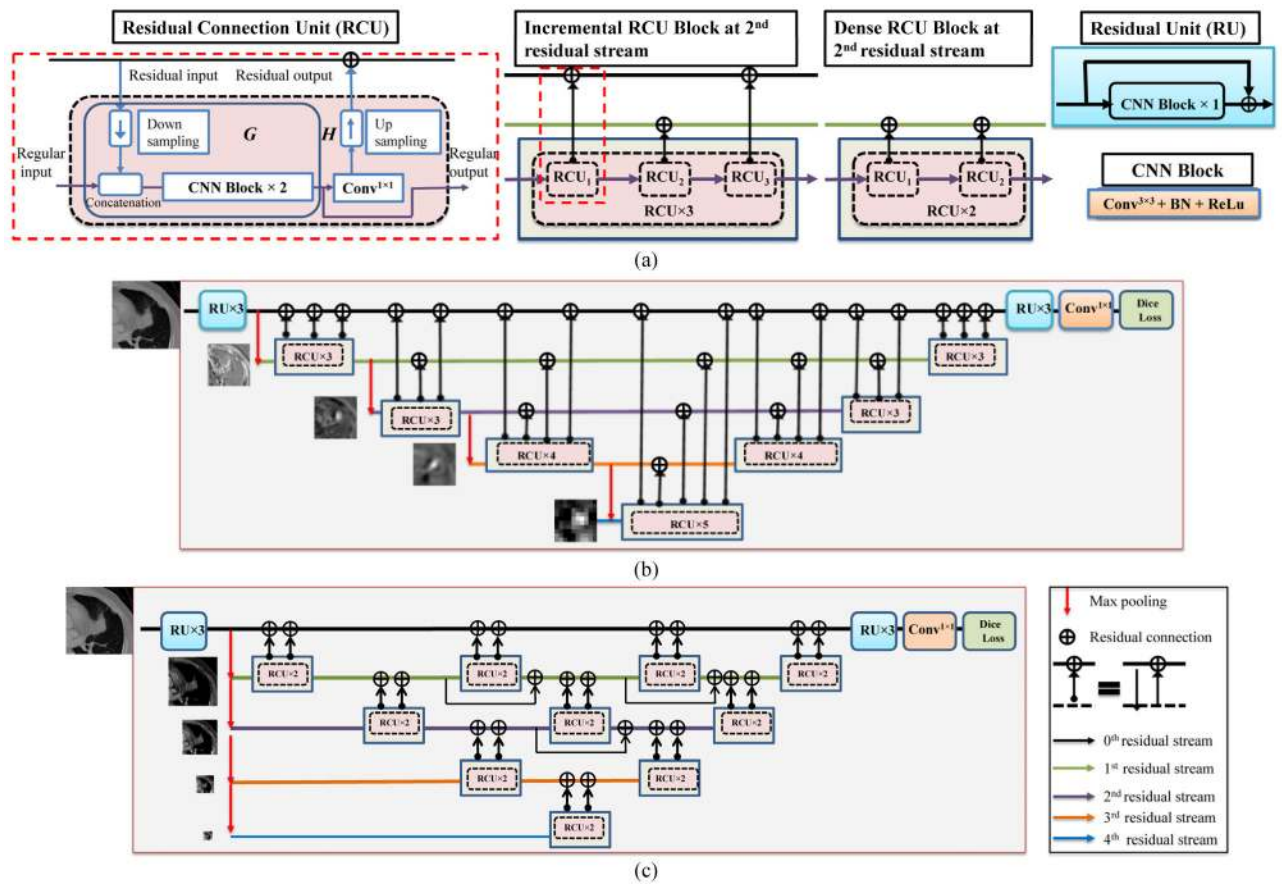 Residual Connection Unit (RCU)
Residual input
Residual output
Down
sampling
G
H
Up
sampling
Regular
input
Regular
output
Concatenation
CNN Block × 2
Conv1×1
Incremental RCU Block at 2nd
residual stream
RCU1
RCU2
RCU3
RCU×3
Dense RCU Block at
2nd residual stream
RCU1
RCU2
RCU×2
Residual Unit (RU)
CNN Block × 1
CNN Block
Conv3×3 + BN + ReLu
(a)
RU×3
RU×3
Conv1×1
Dice
Loss
RCU×3
RCU×3
RCU×3
RCU×3
RCU×4
RCU×4
RCU×5
(b)
RU×3
RU×3
Conv1×1
Dice
Loss
RCU×2
RCU×2
RCU×2
RCU×2
RCU×2
RCU×2
RCU×2
RCU×2
RCU×2
RCU×2
Max pooling
Residual connection
0th residual stream
1st residual stream
2nd residual stream
3rd residual stream
4th residual stream
(c)